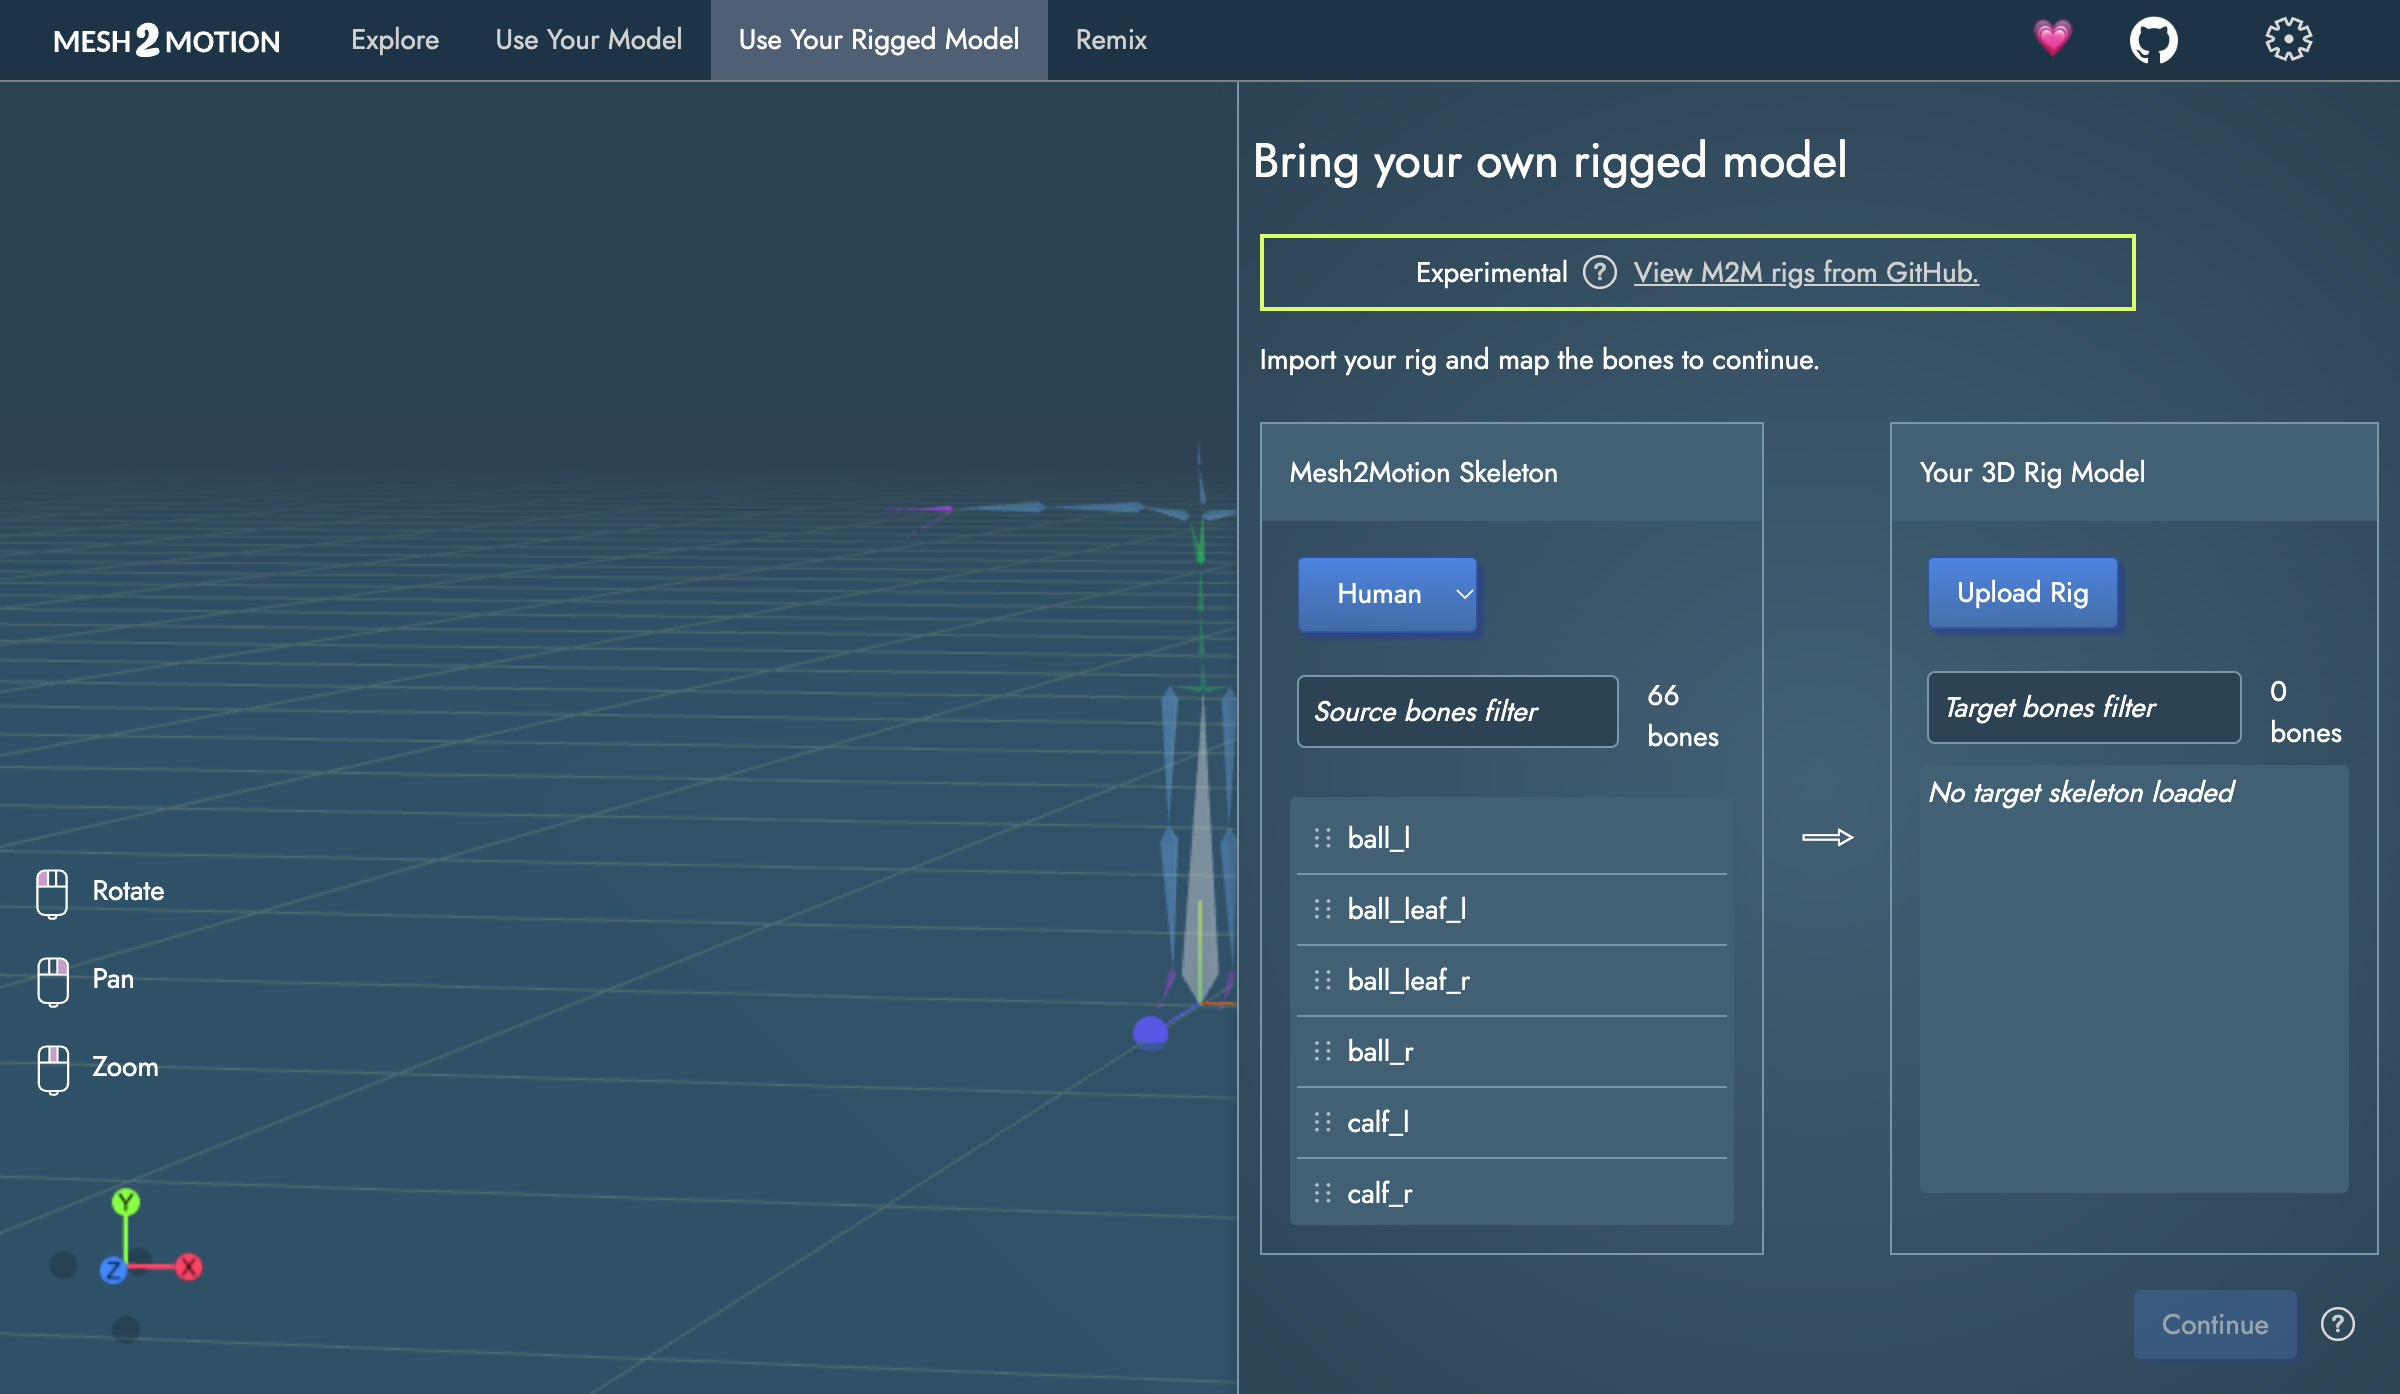 MESH2MOTION
Explore
Use Your Model
Use Your Rigged Model
Remix
Bring your own rigged model
Experimental ? View M2M rigs from GitHub.
Import your rig and map the bones to continue.
Mesh2Motion Skeleton
Human
Source bones filter
66
bones
ball_l
ball_leaf_l
ball_leaf_r
ball_r
calf_l
calf_r
Your 3D Rig Model
Upload Rig
Target bones filter
0
bones
No target skeleton loaded
Rotate
Pan
Zoom
Y
Z
X
Continue ?